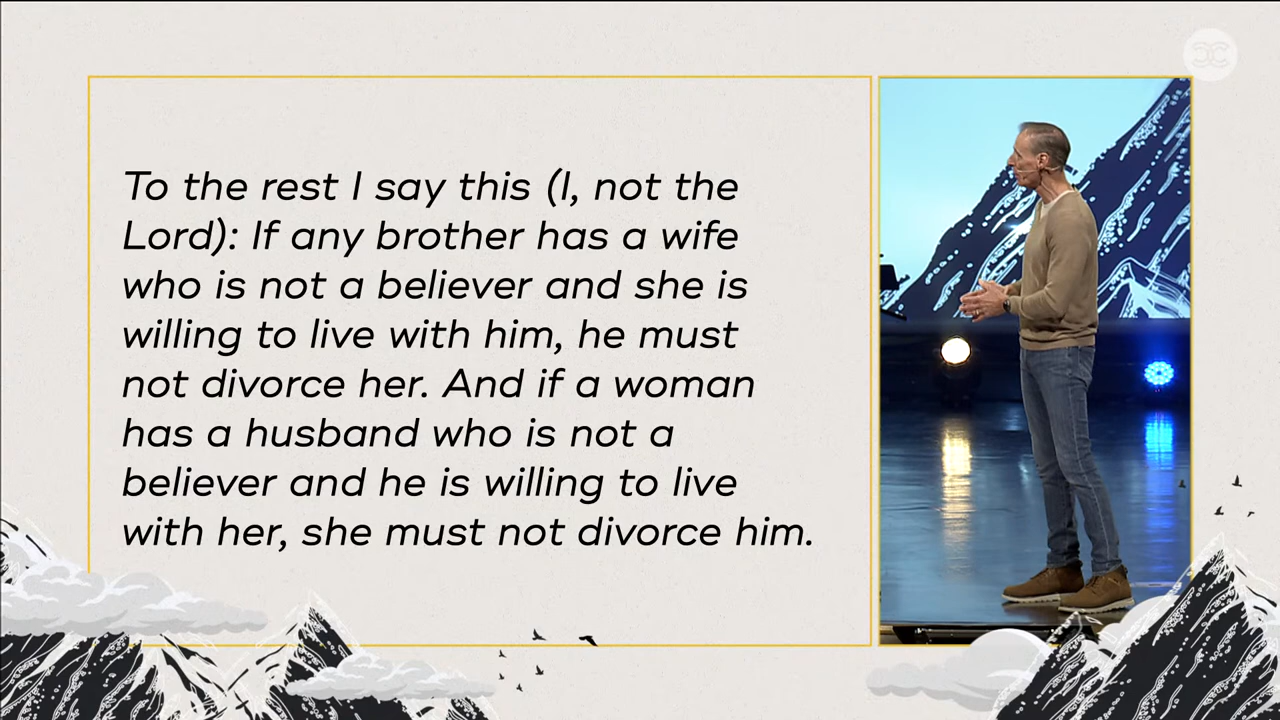 To the rest I say this (I, not the
Lord): If any brother has a wife
who is not a believer and she is
willing to live with him, he must
not divorce her. And if a woman
has a husband who is not a
believer and he is willing to live
with her, she must not divorce him.